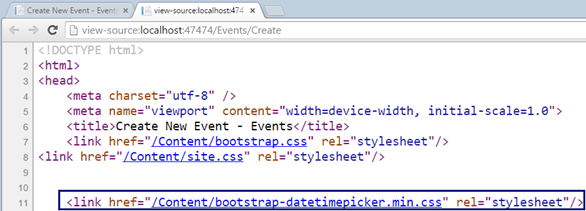 Create New Event - Event
view-source:localhost:474
view-source:localhost:47474/Events/Create
1 <!DOCTYPE html>
2 <html>
3 <head>
4 <meta charset="utf-8" />
5 <meta name="viewport" content="width=device-width, initial-scale=1.0">
6 <title>Create New Event - Events</title>
7 <link href="/Content/bootstrap.css" rel="stylesheet"/>
8 <link href="/Content/site.css" rel="stylesheet"/>
9
10
11 <link href="/Content/bootstrap-datetimepicker.min.css" rel="stylesheet"/>